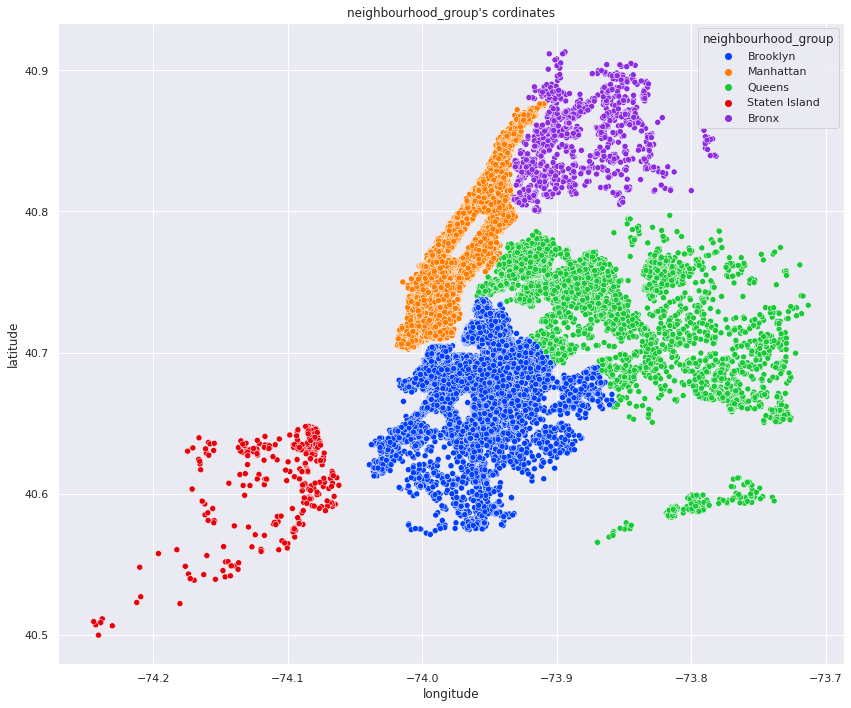 neighbourhood_group's cordinates
neighbourhood_group
Brooklyn
Manhattan
Queens
Staten Island
Bronx
latitude
40.9
40.8
40.7
40.6
40.5
−74.2
−74.1
−74.0
−73.9
−73.8
−73.7
longitude